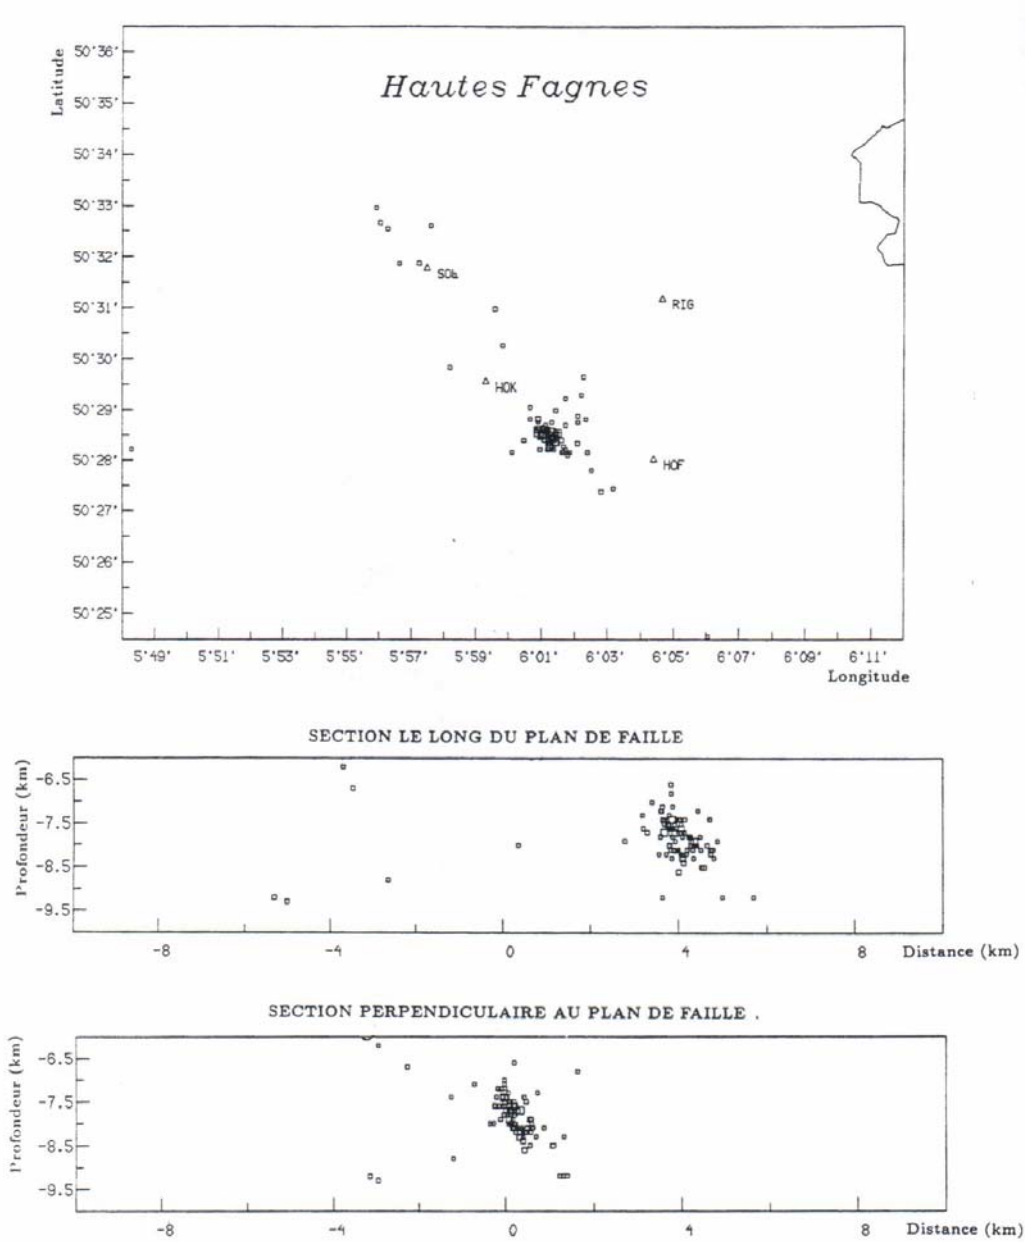 Latitude
50°36'
Hautes Fagnes
50°35'
50°34'
50°33'
50°32'
SOL
50°31'
RIG
50°30'
HOK
50°29'
50°28'
HOF
50°27'
50°26'
50°25'
5°49' 5°51' 5°53' 5°55' 5°57' 5°59' 6°01' 6°03' 6°05' 6°07' 6°09' 6°11'
Longitude
SECTION LE LONG DU PLAN DE FAILLE
Profondeur (km)
-6.5
-7.5
-8.5
-9.5
-8 -4 0 4 8 Distance (km)
SECTION PERPENDICULAIRE AU PLAN DE FAILLE .
Profondeur (km)
-6.5
-7.5
-8.5
-9.5
-8 -4 0 4 8 Distance (km)